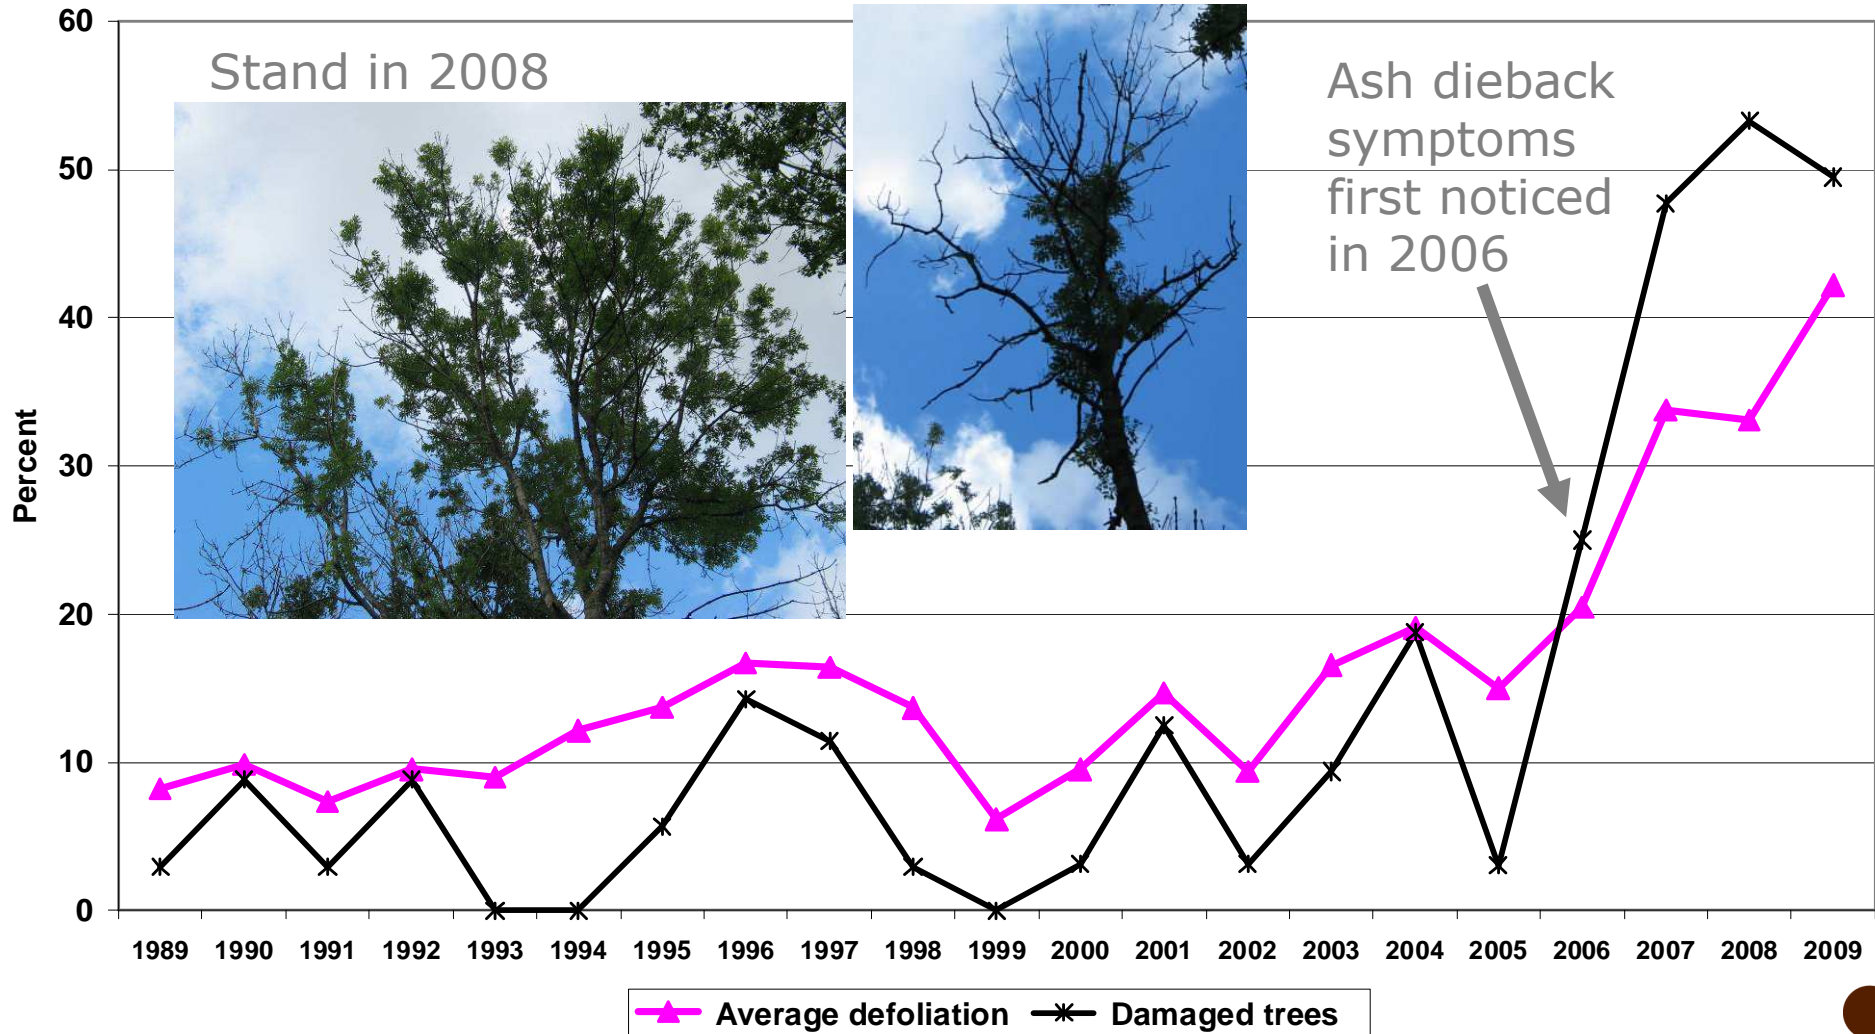 60
50
40
30
20
10
0
Percent
Stand in 2008
Ash dieback
symptoms
first noticed
in 2006
1989 1990 1991 1992 1993 1994 1995 1996 1997 1998 1999 2000 2001 2002 2003 2004 2005 2006 2007 2008 2009
Average defoliation Damaged trees